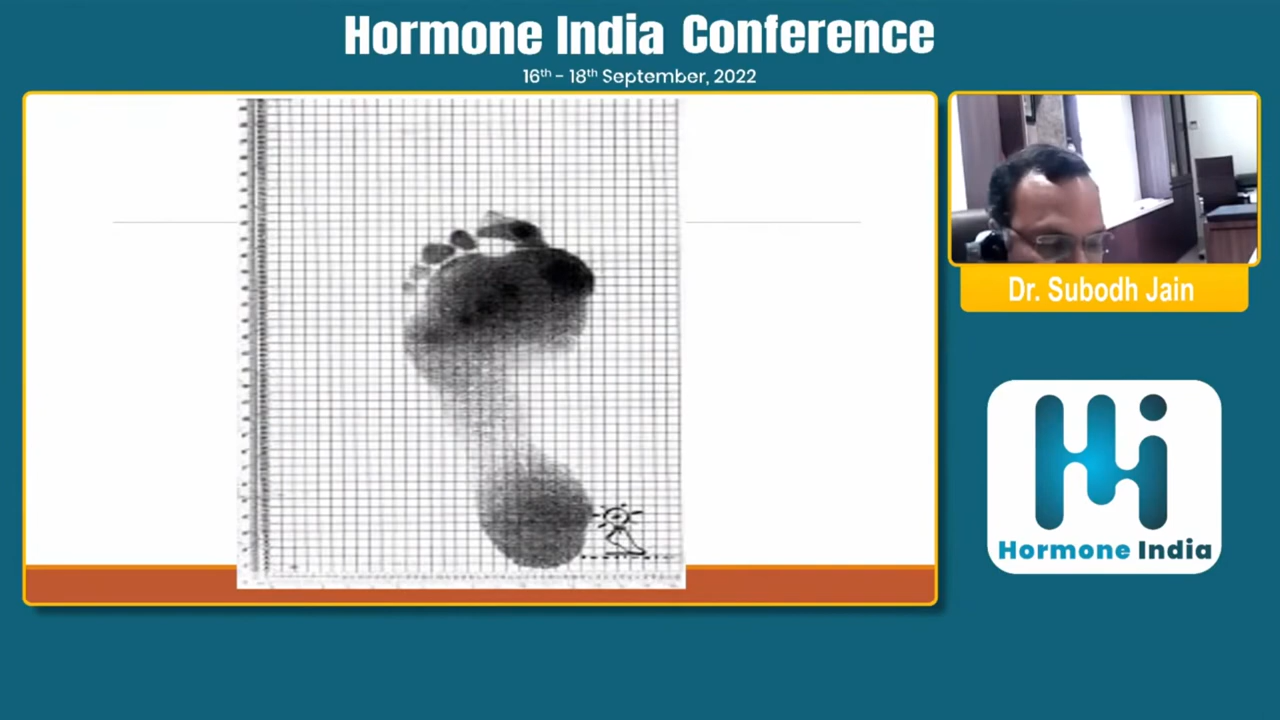 Hormone India Conference
16th - 18th September, 2022
Dr. Subodh Jain
Hormone India